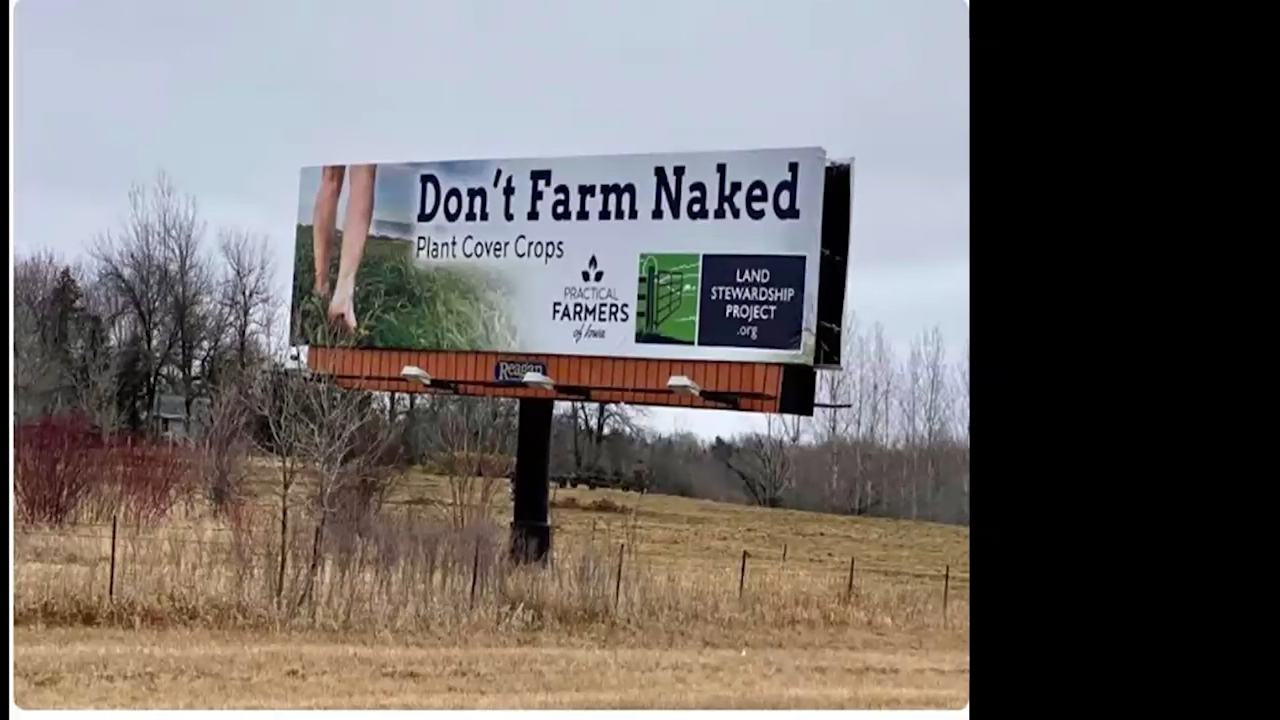 Don't Farm Naked
Plant Cover Crops
PRACTICAL
FARMERS
of Iowa
LAND
STEWARDSHIP
PROJECT
.org
Reagan